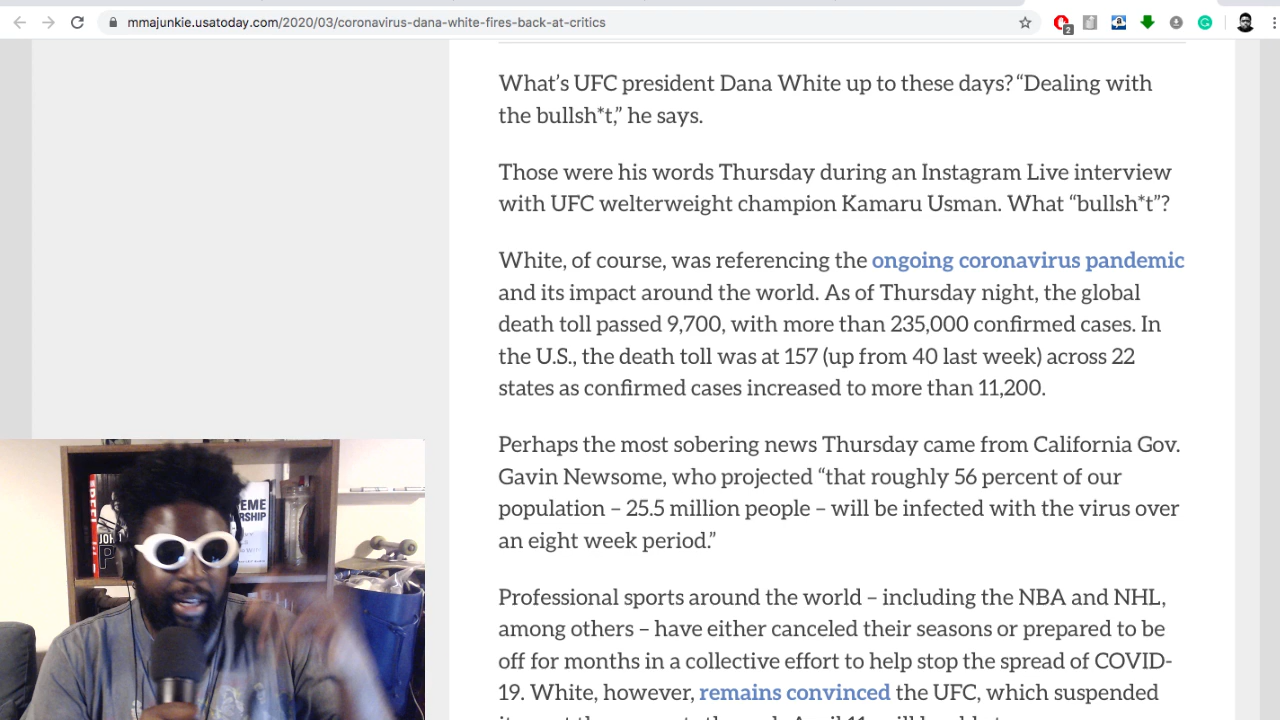 mmajunkie.usatoday.com/2020/03/coronavirus-dana-white-fires-back-at-critics
2
What’s UFC president Dana White up to these days? “Dealing with
the bullsh*t,” he says.
Those were his words Thursday during an Instagram Live interview
with UFC welterweight champion Kamaru Usman. What “bullsh*t”?
White, of course, was referencing the ongoing coronavirus pandemic
and its impact around the world. As of Thursday night, the global
death toll passed 9,700, with more than 235,000 confirmed cases. In
the U.S., the death toll was at 157 (up from 40 last week) across 22
states as confirmed cases increased to more than 11,200.
Perhaps the most sobering news Thursday came from California Gov.
Gavin Newsome, who projected “that roughly 56 percent of our
population – 25.5 million people – will be infected with the virus over
an eight week period.”
Professional sports around the world – including the NBA and NHL,
among others – have either canceled their seasons or prepared to be
off for months in a collective effort to help stop the spread of COVID-
19. White, however, remains convinced the UFC, which suspended